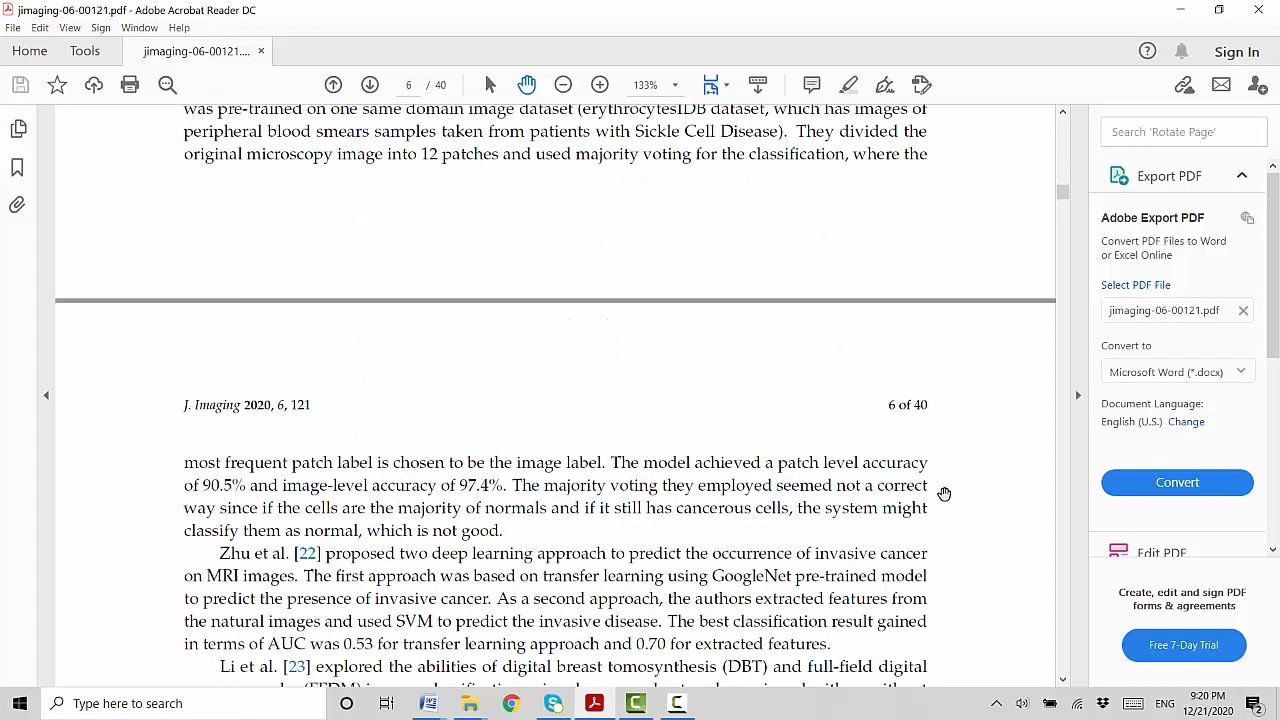 jimaging-06-00121.pdf - Adobe Acrobat Reader DC
File Edit View Sign Window Help
Home Tools jimaging-06-00121.... × Sign In
6 / 40 133%
was pre-trained on one same domain image dataset (erythrocytesIDB dataset, which has images of
peripheral blood smears samples taken from patients with Sickle Cell Disease). They divided the
original microscopy image into 12 patches and used majority voting for the classification, where the
J. Imaging 2020, 6, 121 6 of 40
most frequent patch label is chosen to be the image label. The model achieved a patch level accuracy
of 90.5% and image-level accuracy of 97.4%. The majority voting they employed seemed not a correct
way since if the cells are the majority of normals and if it still has cancerous cells, the system might
classify them as normal, which is not good.
Zhu et al. [22] proposed two deep learning approach to predict the occurrence of invasive cancer
on MRI images. The first approach was based on transfer learning using GoogleNet pre-trained model
to predict the presence of invasive cancer. As a second approach, the authors extracted features from
the natural images and used SVM to predict the invasive disease. The best classification result gained
in terms of AUC was 0.53 for transfer learning approach and 0.70 for extracted features.
Li et al. [23] explored the abilities of digital breast tomosynthesis (DBT) and full-field digital
Search 'Rotate Page'
Export PDF
Adobe Export PDF
Convert PDF Files to Word
or Excel Online
Select PDF File
jimaging-06-00121.pdf
Convert to
Microsoft Word (*.docx)
Document Language:
English (U.S.) Change
Convert
Edit PDF
Create, edit and sign PDF
forms & agreements
Free 7-Day Trial
Type here to search
ENG
9:20 PM
12/21/2020
2